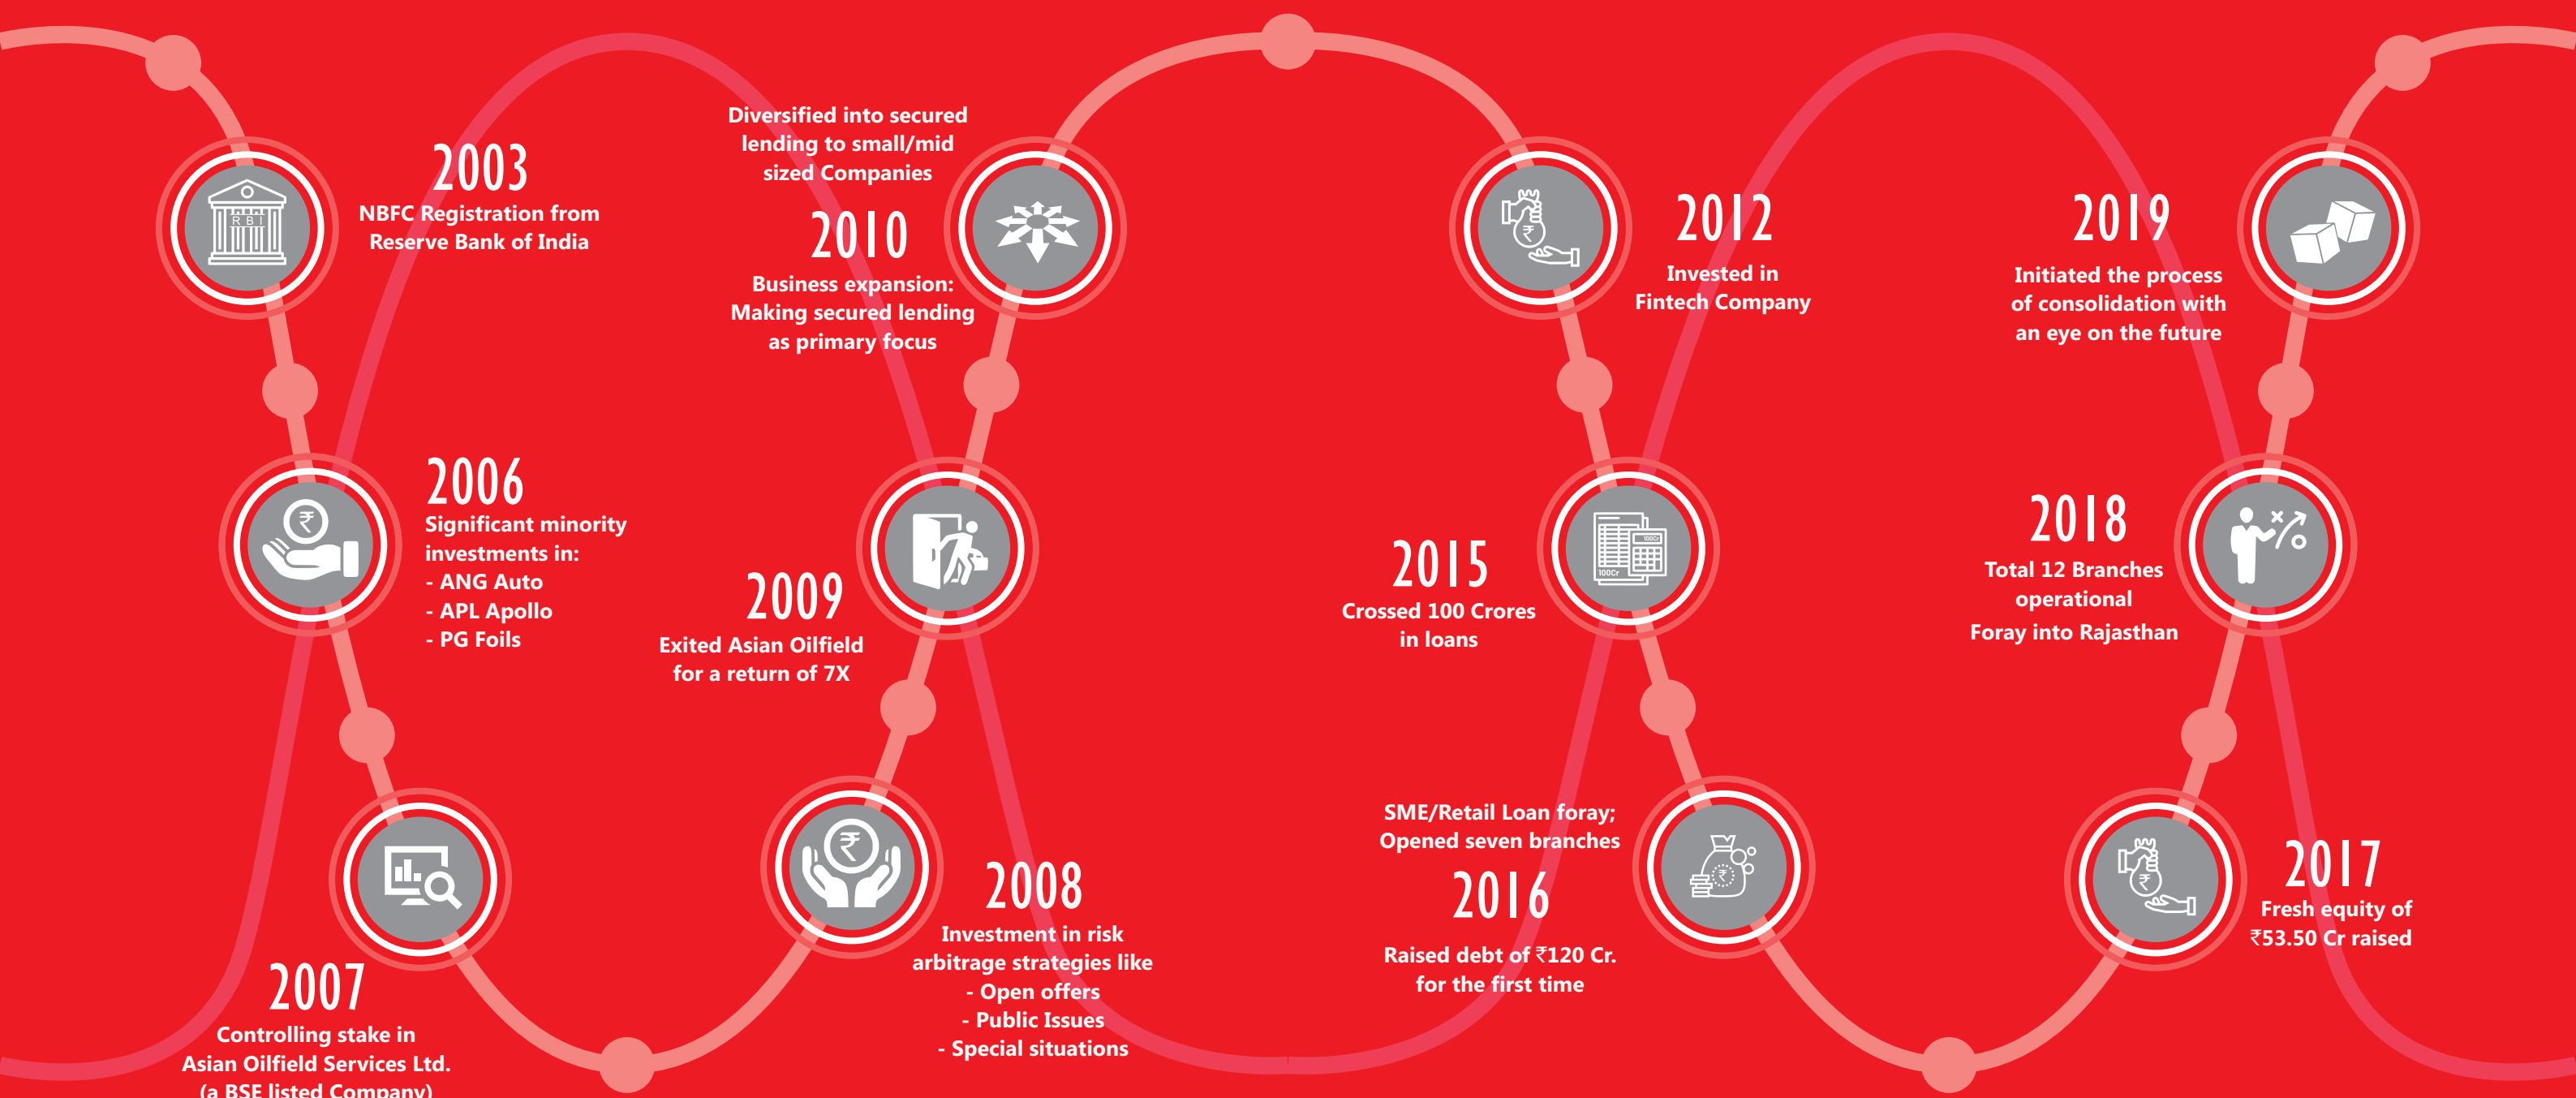 RBI
2003
NBFC Registration from
Reserve Bank of India
2006
Significant minority
investments in:
- ANG Auto
- APL Apollo
- PG Foils
2007
Controlling stake in
Asian Oilfield Services Ltd.
(a BSE listed Company)
2008
Investment in risk
arbitrage strategies like
- Open offers
- Public Issues
- Special situations
2009
Exited Asian Oilfield
for a return of 7X
Diversified into secured
lending to small/mid
sized Companies
2010
Business expansion:
Making secured lending
as primary focus
2012
Invested in
Fintech Company
2015
Crossed 100 Crores
in loans
100Cr
100Cr
SME/Retail Loan foray;
Opened seven branches
2016
Raised debt of ₹120 Cr.
for the first time
2017
Fresh equity of
₹53.50 Cr raised
2018
Total 12 Branches
operational
Foray into Rajasthan
2019
Initiated the process
of consolidation with
an eye on the future